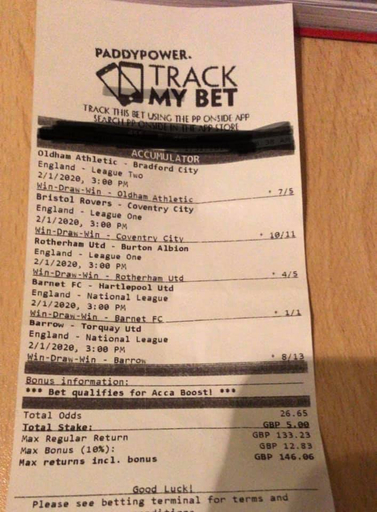 PADDYPOWER.
TRACK
MY BET
TRACK THIS BET USING THE PP ONSIDE APP
SEARCH PP ONSIDE IN THE APP STORE
ACCUMULATOR
Oldham Athletic - Bradford City
England - League Two
2/1/2020, 3:00 PM
Win-Draw-Win - Oldham Athletic * 7/5
Bristol Rovers - Coventry City
England - League One
2/1/2020, 3:00 PM
Win-Draw-Win - Coventry City * 10/11
Rotherham Utd - Burton Albion
England - League One
2/1/2020, 3:00 PM
Win-Draw-Win - Rotherham Utd * 4/5
Barnet FC - Hartlepool Utd
England - National League
2/1/2020, 3:00 PM
Win-Draw-Win - Barnet FC * 1/1
Barrow - Torquay Utd
England - National League
2/1/2020, 3:00 PM
Win-Draw-Win - Barrow * 8/13
Bonus information:
*** Bet qualifies for Acca Boost! ***
Total Odds 26.65
Total Stake: GBP 5.00
Max Regular Return GBP 133.23
Max Bonus (10%): GBP 12.83
Max returns incl. bonus GBP 146.06
Good Luck!
Please see betting terminal for terms and